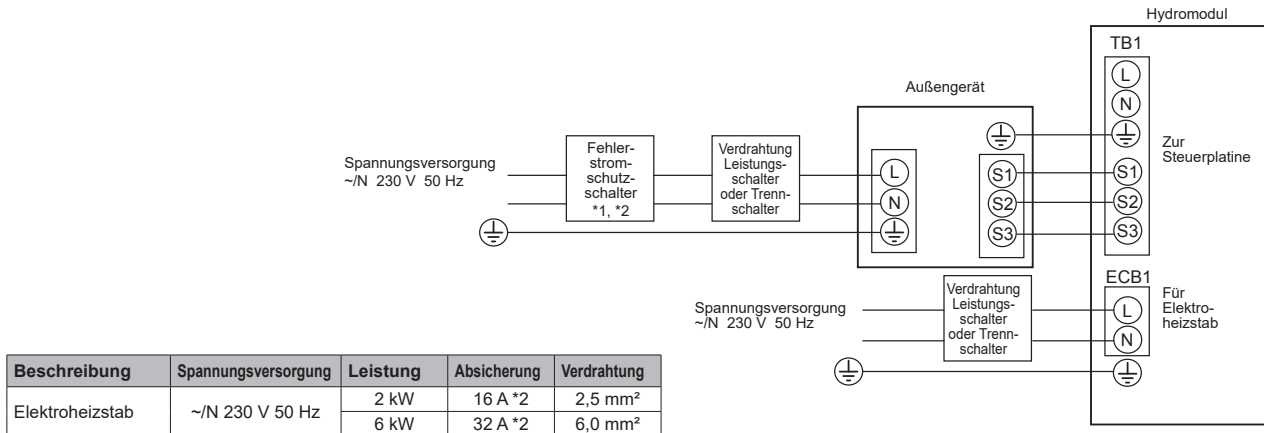 Hydromodul
TB1
L
N
Außengerät
Zur
Steuerplatine
Spannungsversorgung
~/N 230 V 50 Hz
Fehler-
strom-
schutz-
schalter
*1, *2
Verdrahtung
Leistungs-
schalter
oder Trenn-
schalter
L
N
S1
S2
S3
S1
S2
S3
ECB1
Spannungsversorgung
~/N 230 V 50 Hz
Verdrahtung
Leistungs-
schalter
oder Trenn-
schalter
L
N
Für
Elektro-
heizstab
Beschreibung Spannungsversorgung Leistung Absicherung Verdrahtung
Elektroheizstab ~/N 230 V 50 Hz 2 kW 16 A *2 2,5 mm²
6 kW 32 A *2 6,0 mm²